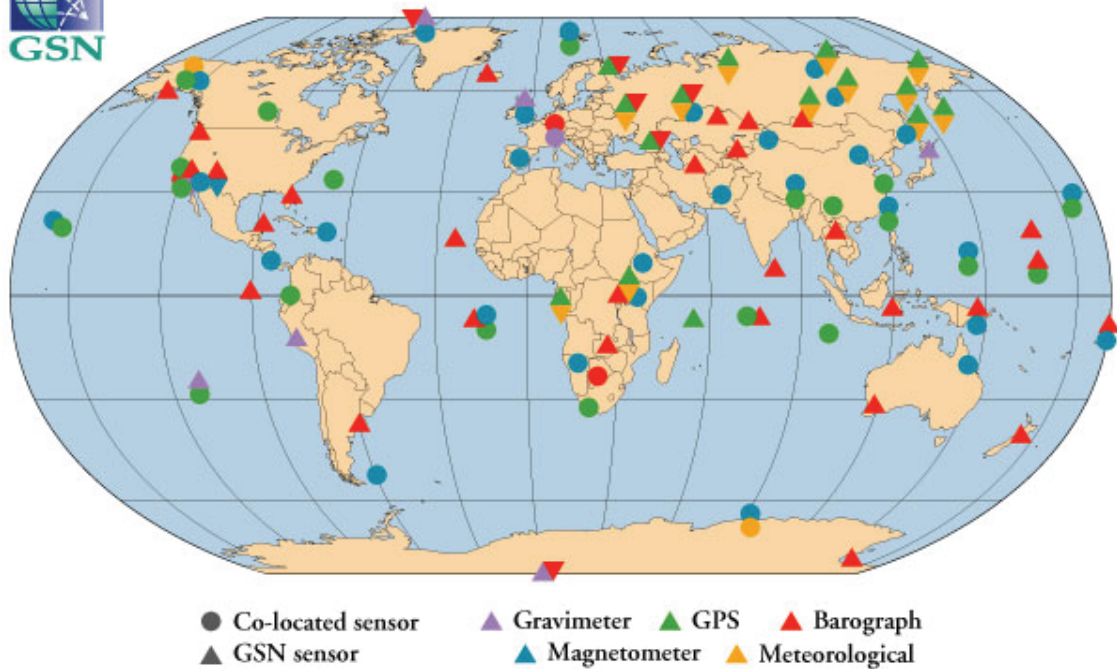 GSN
Co-located sensor
Gravimeter
GPS
Barograph
GSN sensor
Magnetometer
Meteorological